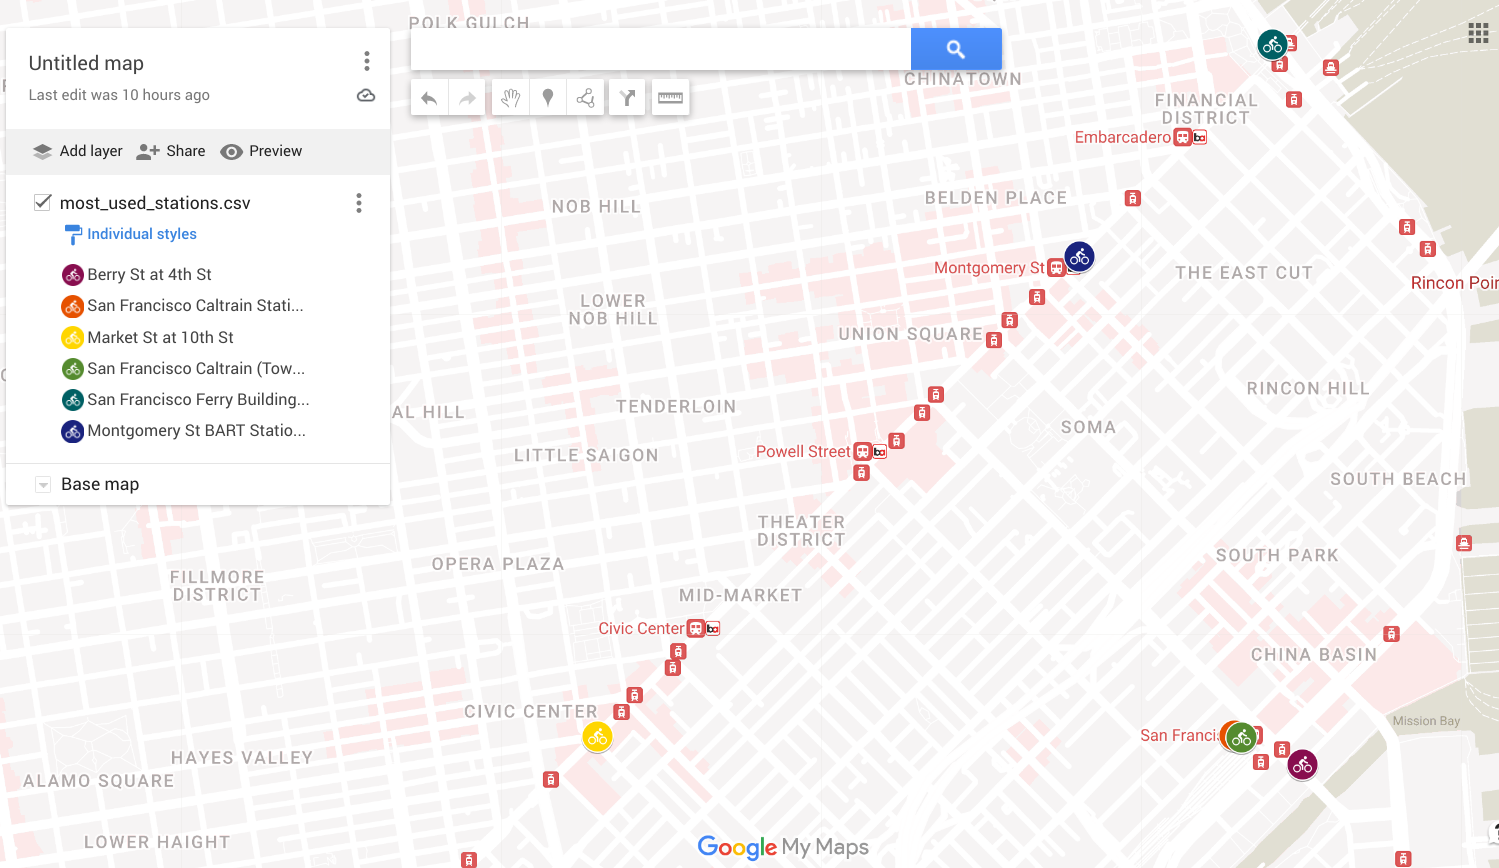 POLK GULCH
Untitled map
Last edit was 10 hours ago
Add layer Share Preview
most_used_stations.csv
Individual styles
Berry St at 4th St
San Francisco Caltrain Stati...
Market St at 10th St
San Francisco Caltrain (Tow...
San Francisco Ferry Building...
Montgomery St BART Statio...
Base map
CHINATOWN
FINANCIAL
DISTRICT
Embarcadero
ba
BELDEN PLACE
NOB HILL
Montgomery St
THE EAST CUT
Rincon Poin
LOWER
NOB HILL
UNION SQUARE
RINCON HILL
TENDERLOIN
AL HILL
SOMA
LITTLE SAIGON
Powell Street
ba
SOUTH BEACH
THEATER
DISTRICT
OPERA PLAZA
SOUTH PARK
FILLMORE
DISTRICT
MID-MARKET
Civic Center
ba
CHINA BASIN
CIVIC CENTER
Mission Bay
San Francis
HAYES VALLEY
ALAMO SQUARE
LOWER HAIGHT
Google My Maps
?